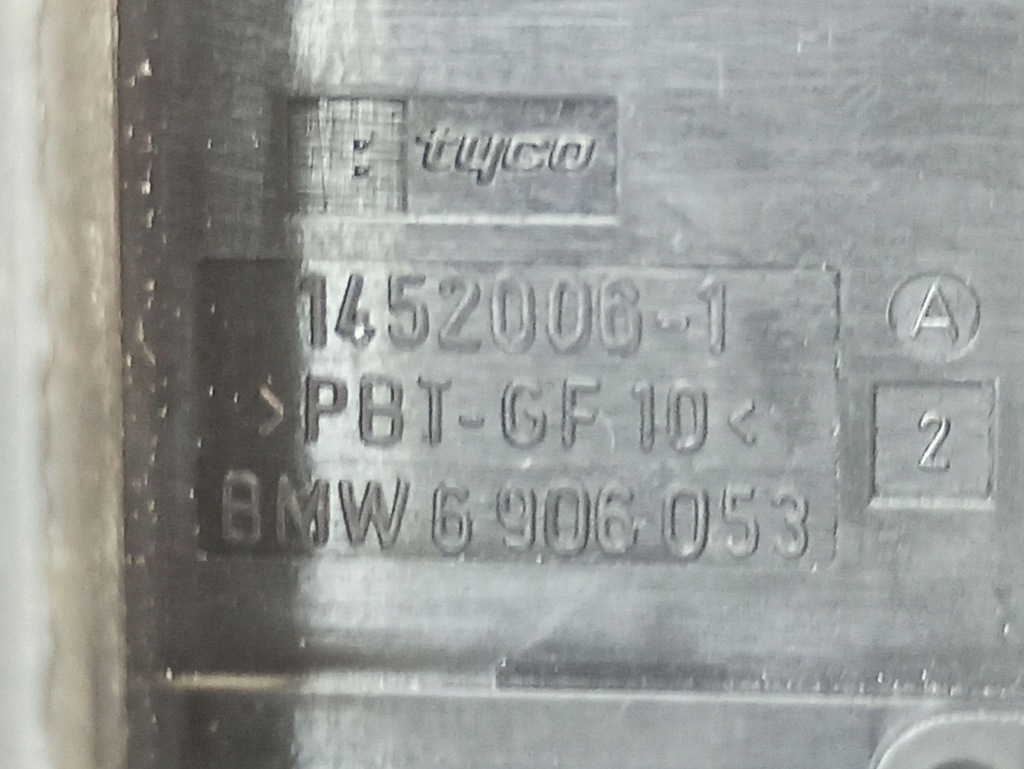 tyco
1452006-1
A
>PBT-GF 10<
2
BMW 6 906 053